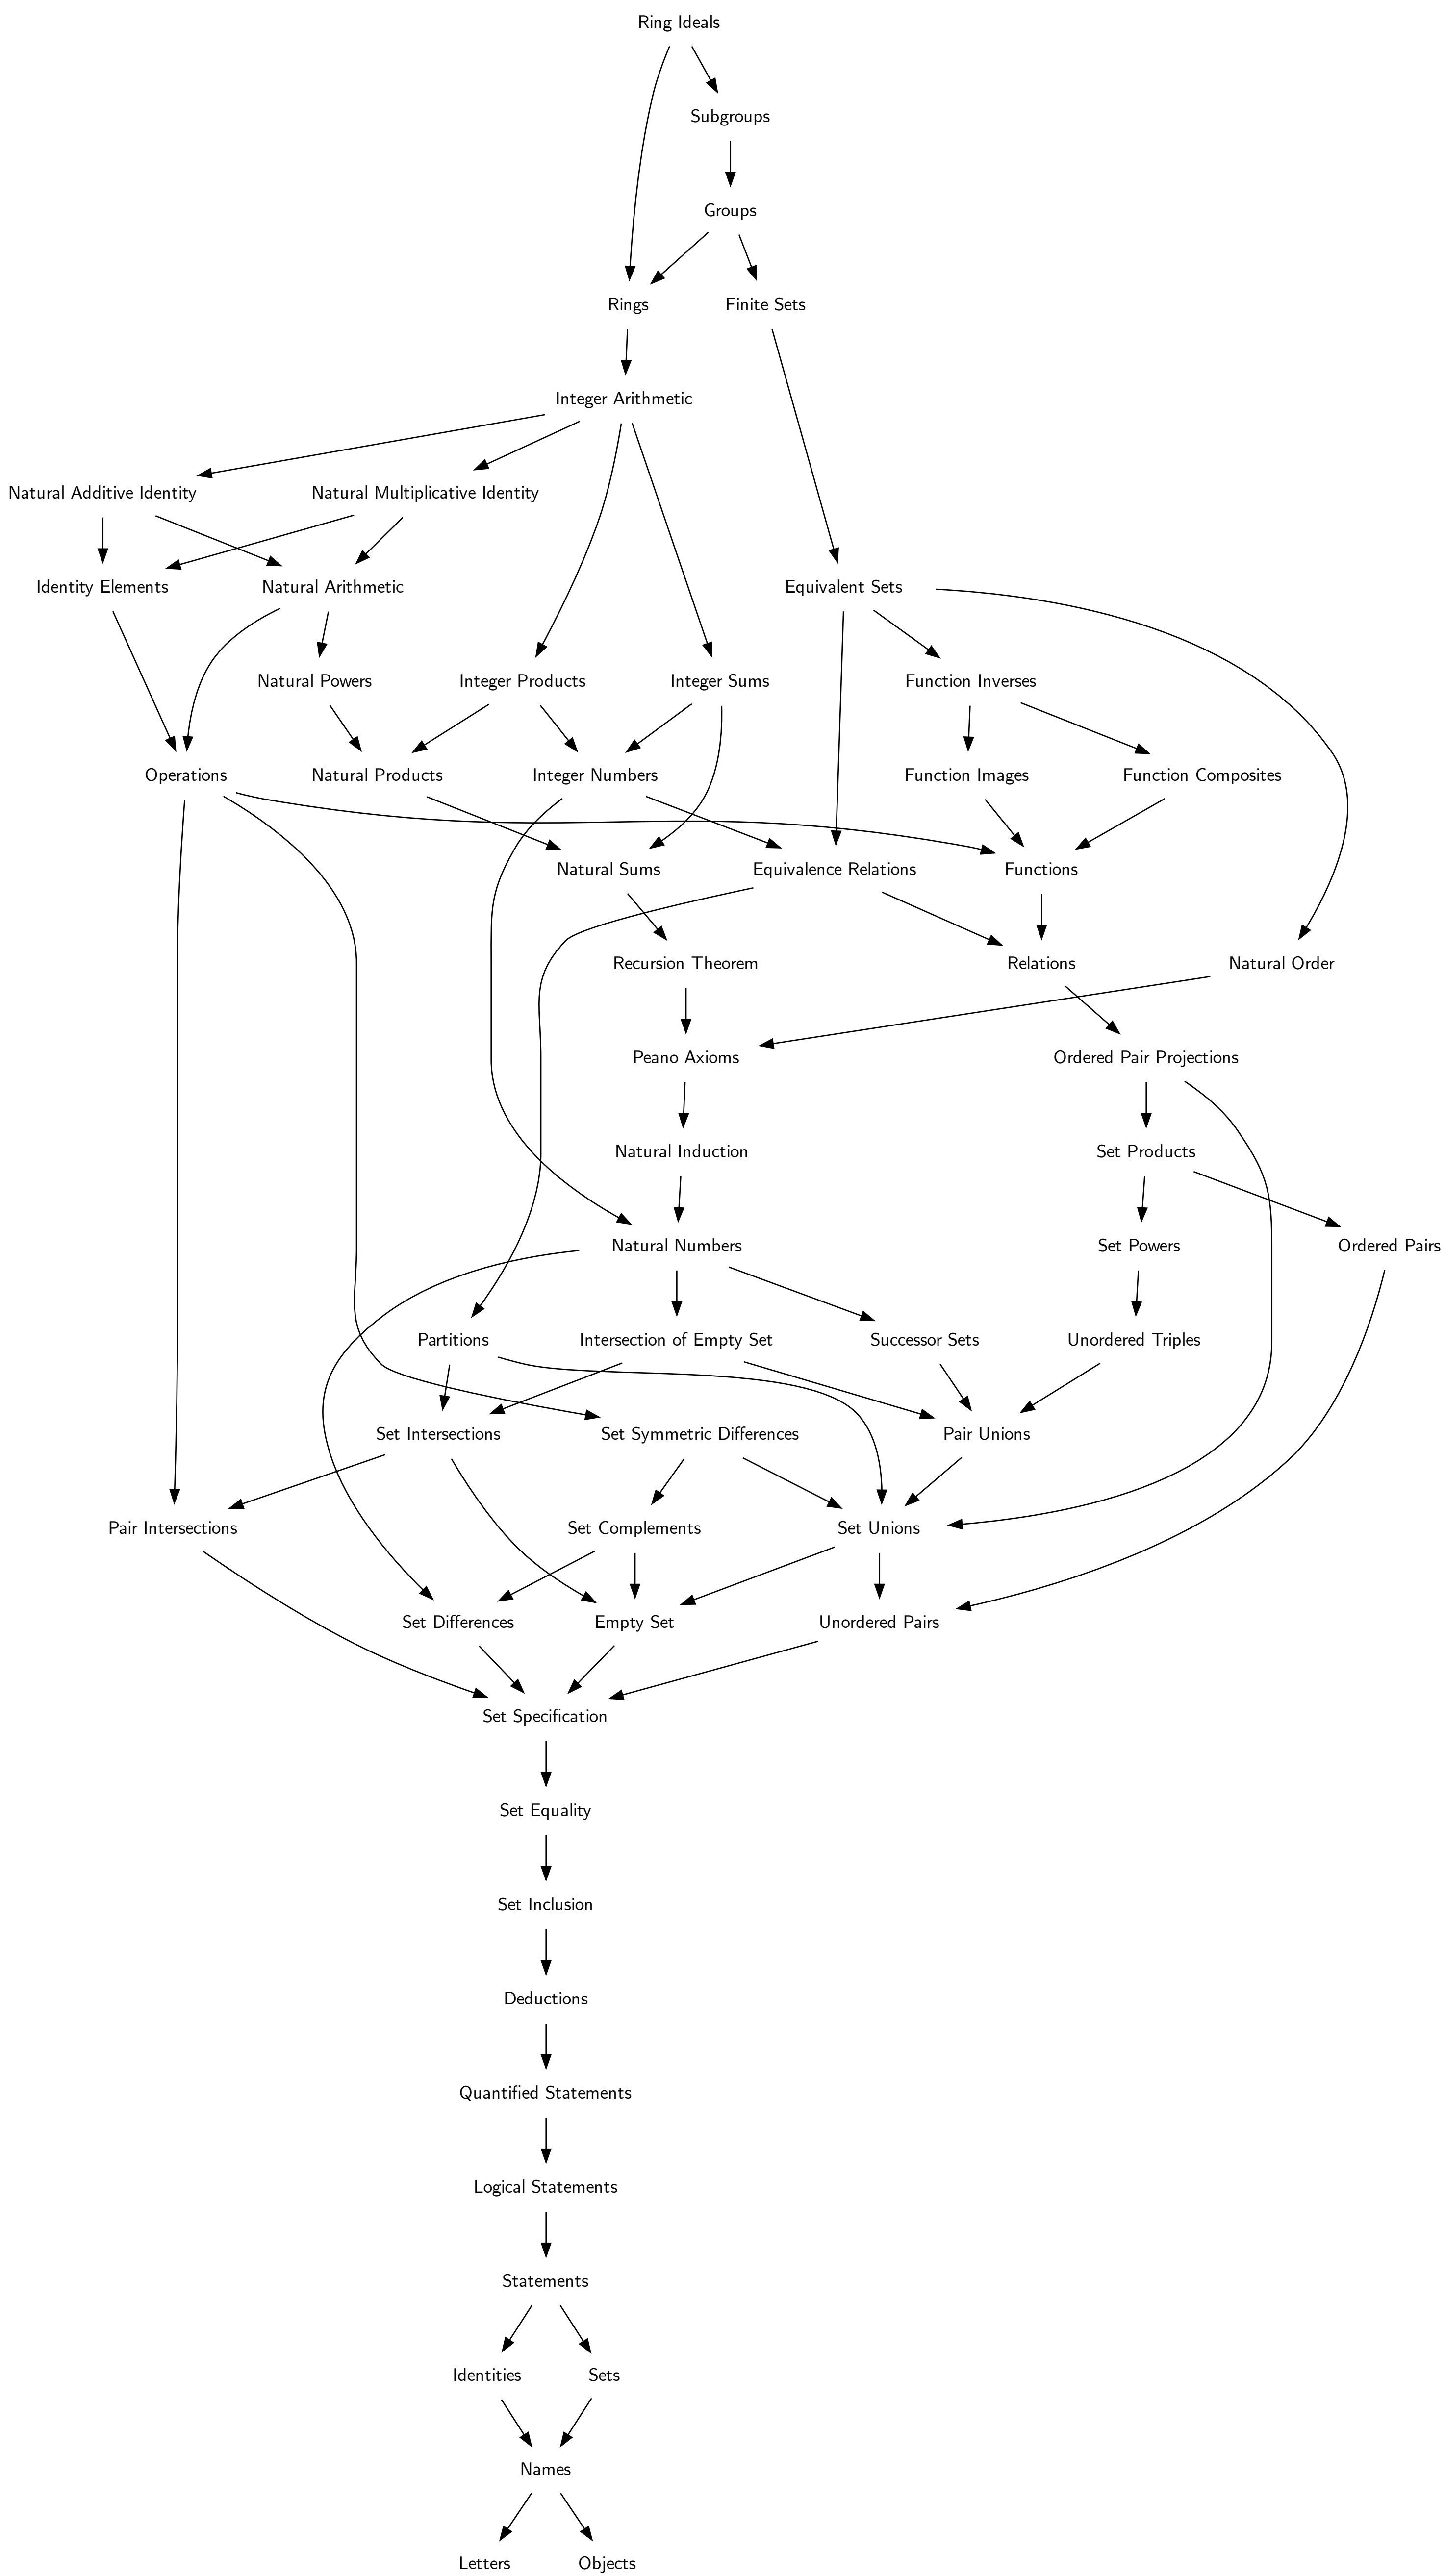 Ring Ideals
Subgroups
Groups
Rings
Finite Sets
Integer Arithmetic
Natural Additive Identity
Natural Multiplicative Identity
Identity Elements
Natural Arithmetic
Equivalent Sets
Natural Powers
Integer Products
Integer Sums
Function Inverses
Operations
Natural Products
Integer Numbers
Function Images
Function Composites
Natural Sums
Equivalence Relations
Functions
Recursion Theorem
Relations
Natural Order
Peano Axioms
Ordered Pair Projections
Natural Induction
Set Products
Natural Numbers
Set Powers
Ordered Pairs
Partitions
Intersection of Empty Set
Successor Sets
Unordered Triples
Set Intersections
Set Symmetric Differences
Pair Unions
Pair Intersections
Set Complements
Set Unions
Set Differences
Empty Set
Unordered Pairs
Set Specification
Set Equality
Set Inclusion
Deductions
Quantified Statements
Logical Statements
Statements
Identities
Sets
Names
Letters
Objects